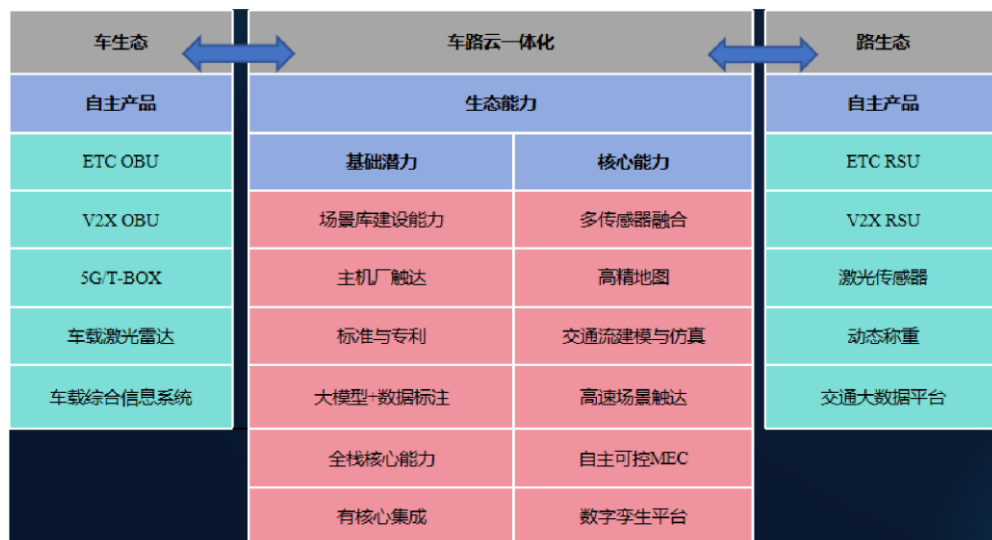 车生态
车路云一体化
路生态
自主产品
生态能力
自主产品
ETC OBU
基础潜力
核心能力
ETC RSU
V2X OBU
场景库建设能力
多传感器融合
V2X RSU
5G/T-BOX
主机厂触达
高精地图
激光传感器
车载激光雷达
标准与专利
交通流建模与仿真
动态称重
车载综合信息系统
大模型+数据标注
高速场景触达
交通大数据平台
全栈核心能力
自主可控MEC
有核心集成
数字孪生平台